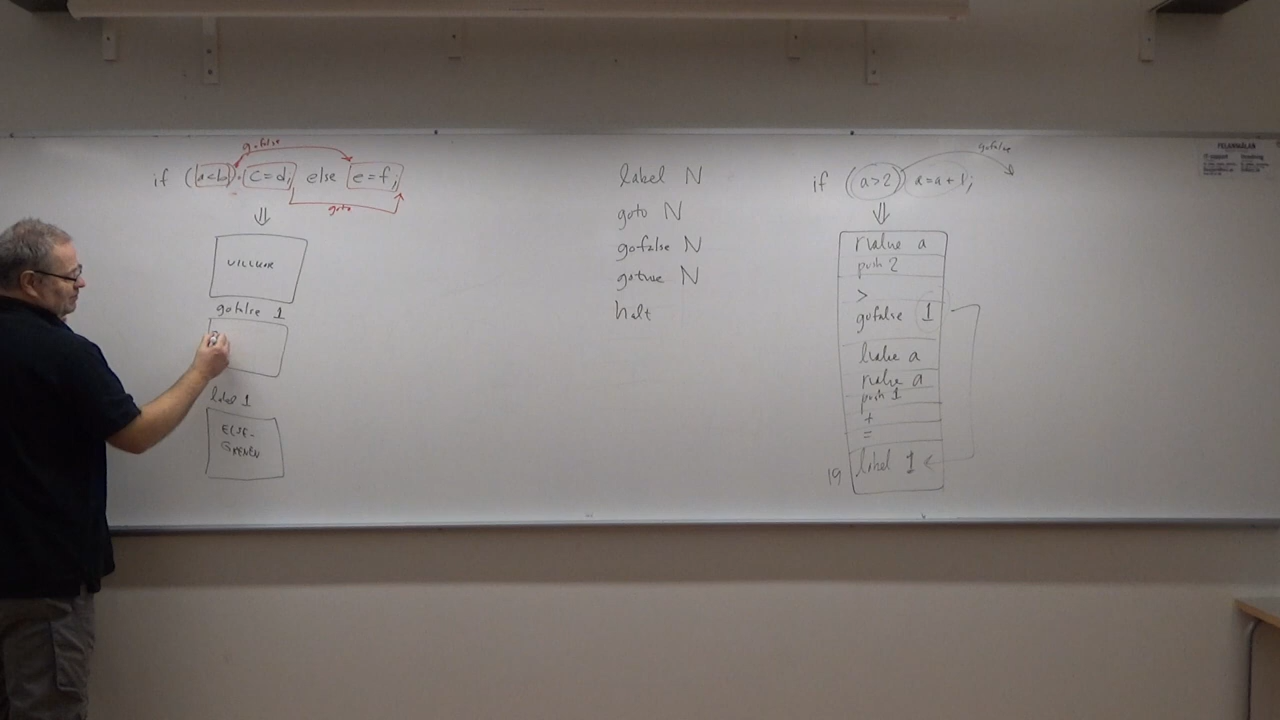 gofalse
if (a<b) c=d; else e=f;
goto
⇓
VILLKOR
gofalse 1
label 1
ELSE-
GRENEN
label N
goto N
gofalse N
gotrue N
halt
gofalse
if (a>2) a=a+1;
⇓
rvalue a
push 2
>
gofalse 1
lvalue a
rvalue a
push 1
+
=
19 label 1
FELANMÄLAN